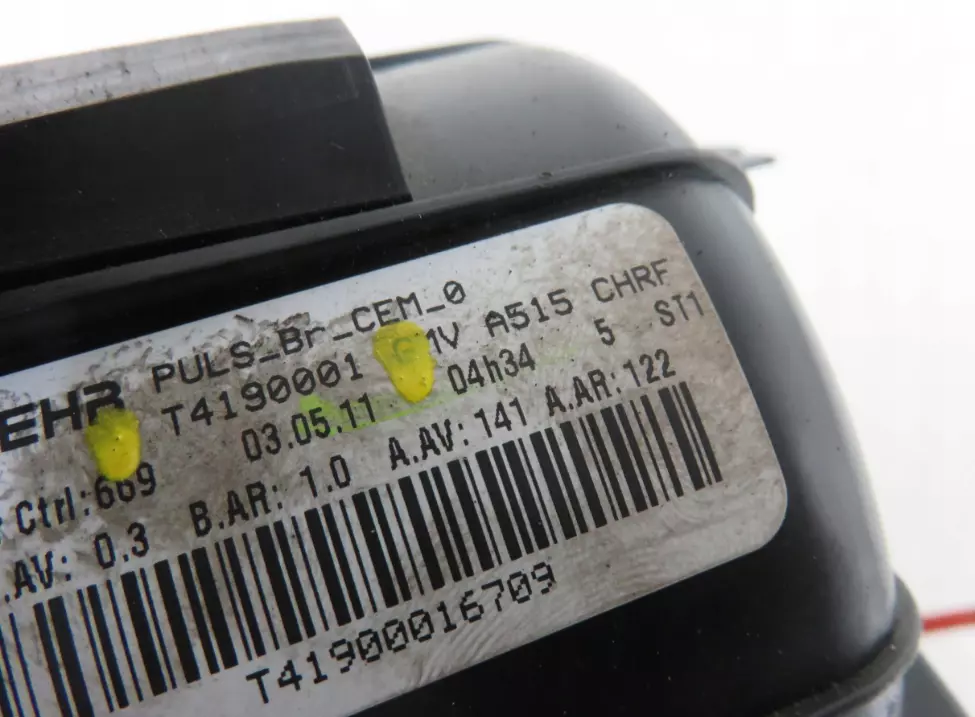 EHR PULS_Br_CEM_0
T4190001 GMV A515 CHRF
03.05.11 04h34 5 ST1
Ctrl:669
.AV: 0.3 B.AR: 1.0 A.AV:141 A.AR:122
T41900016709